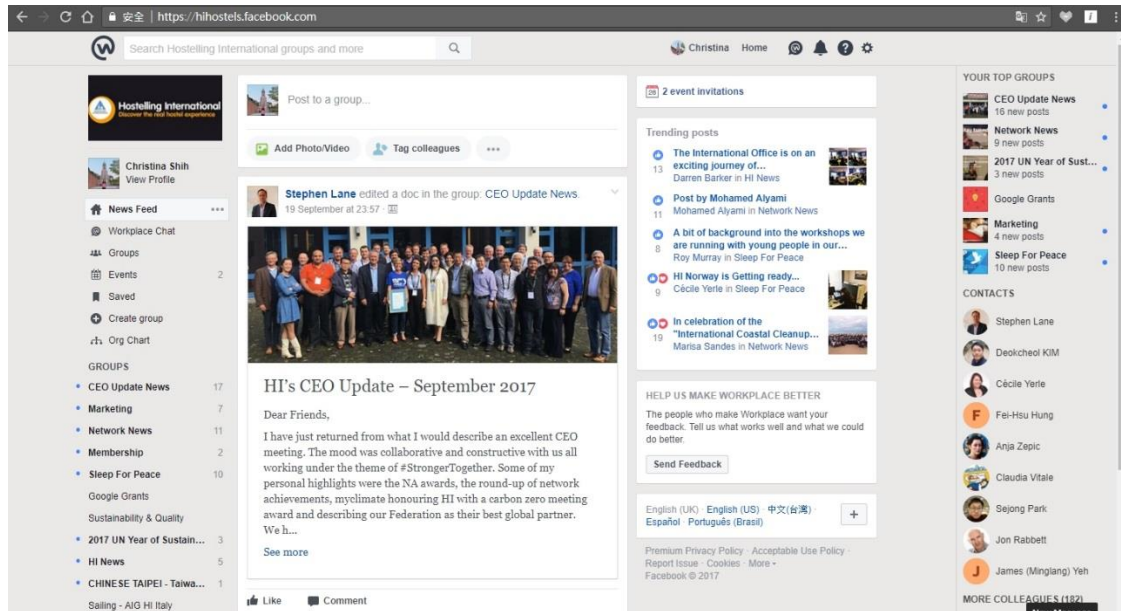 安全 | https://hihostels.facebook.com
Search Hostelling International groups and more
Christina Home
Hostelling International
Discover the real hostel experience
Christina Shih
View Profile
News Feed
Workplace Chat
Groups
Events 2
Saved
Create group
Org Chart
GROUPS
CEO Update News 17
Marketing 7
Network News 11
Membership 2
Sleep For Peace 10
Google Grants
Sustainability & Quality
2017 UN Year of Sustain... 3
HI News 5
CHINESE TAIPEI - Taiwa... 1
Sailing - AIG HI Italy
Post to a group...
Add Photo/Video Tag colleagues
Stephen Lane edited a doc in the group: CEO Update News.
19 September at 23:57
HI's CEO Update – September 2017
Dear Friends,
I have just returned from what I would describe an excellent CEO
meeting. The mood was collaborative and constructive with us all
working under the theme of #StrongerTogether. Some of my
personal highlights were the NA awards, the round-up of network
achievements, myclimate honouring HI with a carbon zero meeting
award and describing our Federation as their best global partner.
We h...
See more
Like Comment
2 event invitations
Trending posts
The International Office is on an
exciting journey of...
13 Darren Barker in HI News
Post by Mohamed Alyami
11 Mohamed Alyami in Network News
A bit of background into the workshops we
8 are running with young people in our...
Roy Murray in Sleep For Peace
HI Norway is Getting ready...
9 Cécile Yerle in Sleep For Peace
In celebration of the
19 "International Coastal Cleanup...
Marisa Sandes in Network News
HELP US MAKE WORKPLACE BETTER
The people who make Workplace want your
feedback. Tell us what works well and what we could
do better.
Send Feedback
English (UK) · English (US) · 中文(台灣) ·
Español · Português (Brasil)
Premium Privacy Policy · Acceptable Use Policy ·
Report Issue · Cookies · More
Facebook © 2017
YOUR TOP GROUPS
CEO Update News
16 new posts
Network News
9 new posts
2017 UN Year of Sust...
3 new posts
Google Grants
Marketing
4 new posts
Sleep For Peace
10 new posts
CONTACTS
Stephen Lane
Deokcheol KIM
Cécile Yerle
F Fei-Hsu Hung
Anja Zepic
Claudia Vitale
Sejong Park
Jon Rabbett
J James (Minglang) Yeh
MORE COLLEAGUES (182)